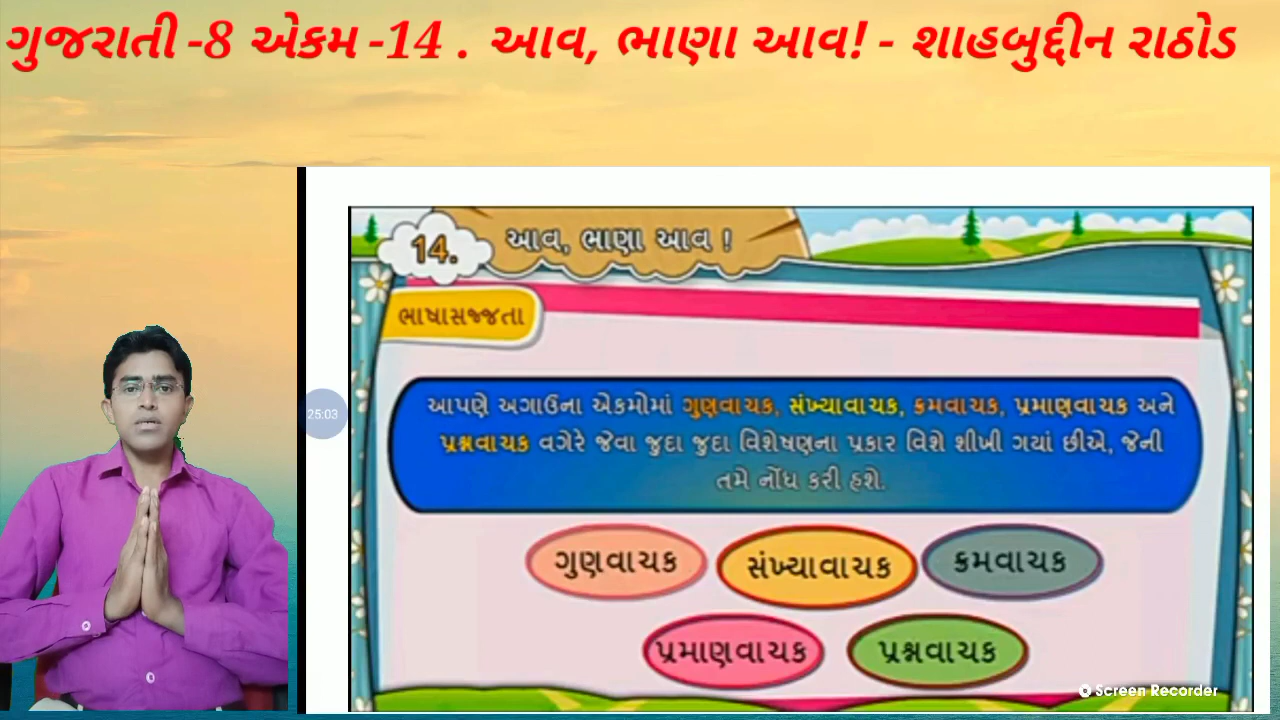 ગુજરાતી -8 એકમ -14 . આવ, ભાણા આવ! - શાહબુદ્દીન રાઠોડ
14.
આવ, ભાણા આવ !
ભાષાસજ્જતા
25:03
આપણે અગાઉના એકમોમાં ગુણવાચક, સંખ્યાવાચક, ક્રમવાચક, પ્રમાણવાચક અને
પ્રશ્નવાચક વગેરે જેવા જુદા જુદા વિશેષણના પ્રકાર વિશે શીખી ગયાં છીએ, જેની
તમે નોંધ કરી હશે.
ગુણવાચક
સંખ્યાવાચક
ક્રમવાચક
પ્રમાણવાચક
પ્રશ્નવાચક
Screen Recorder